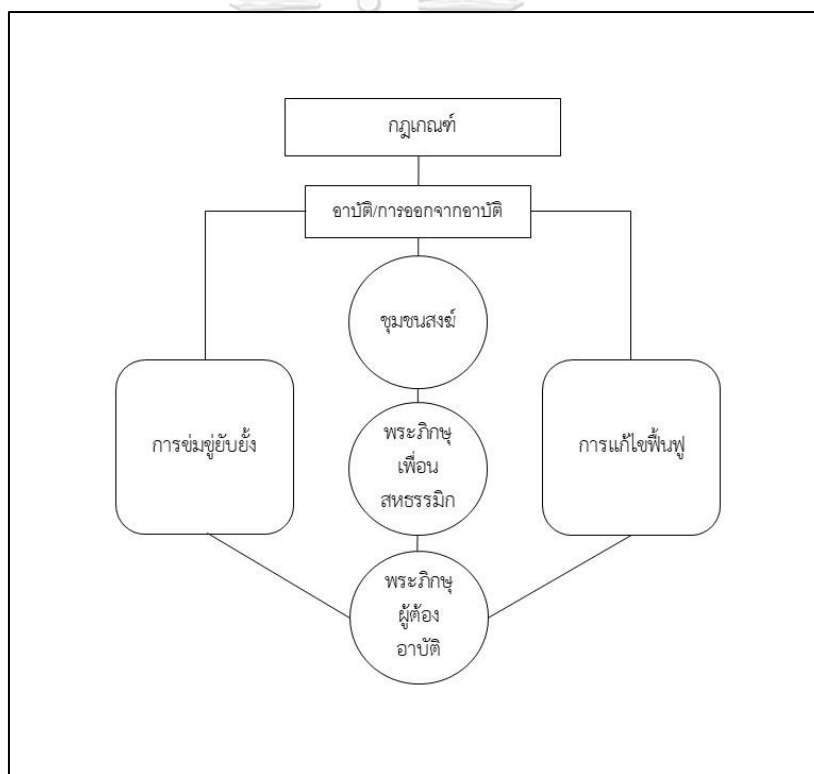 กฎเกณฑ์
อาบัติ/การออกจากอาบัติ
ชุมชนสงฆ์
การข่มขู่ยับยั้ง
พระภิกษุ
เพื่อน
สหธรรมิก
การแก้ไขฟื้นฟู
พระภิกษุ
ผู้ต้อง
อาบัติ